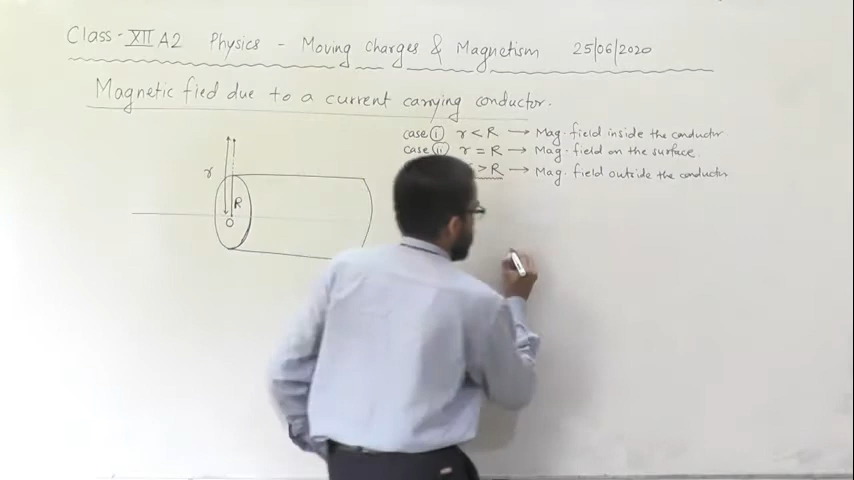 Class- XII A2 Physics - Moving Charges & Magnetism 25/06/2020
Magnetic fied due to a current carrying conductor.
case (i) r < R → Mag. field inside the conductor
case (ii) r = R → Mag. field on the surface
> R → Mag. field outside the conductor
r
R
O